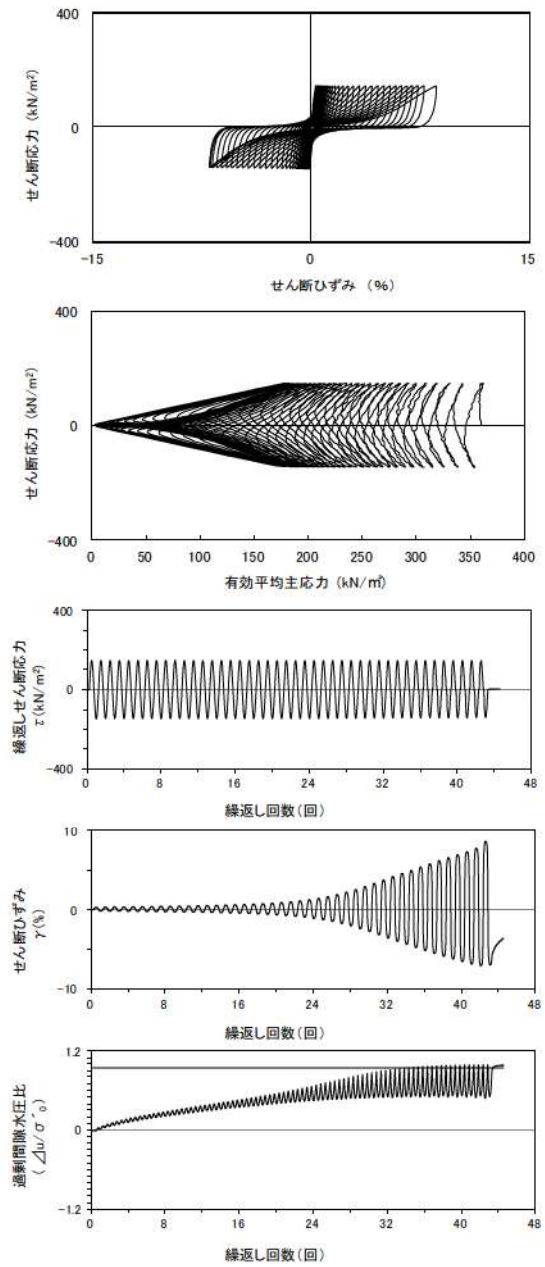 400
0
-400
せん断応力 (kN/m²)
-15 0 15
せん断ひずみ (%)
400
0
-400
せん断応力 (kN/m²)
0 50 100 150 200 250 300 350 400
有効平均主応力 (kN/㎡)
400
0
-400
繰返しせん断応力
τ(kN/m²)
0 8 16 24 32 40 48
繰返し回数(回)
10
0
-10
せん断ひずみ
γ(%)
0 8 16 24 32 40 48
繰返し回数(回)
1.2
0
-1.2
過剰間隙水圧比
(⊿u/σ´₀)
0 8 16 24 32 40 48
繰返し回数(回)